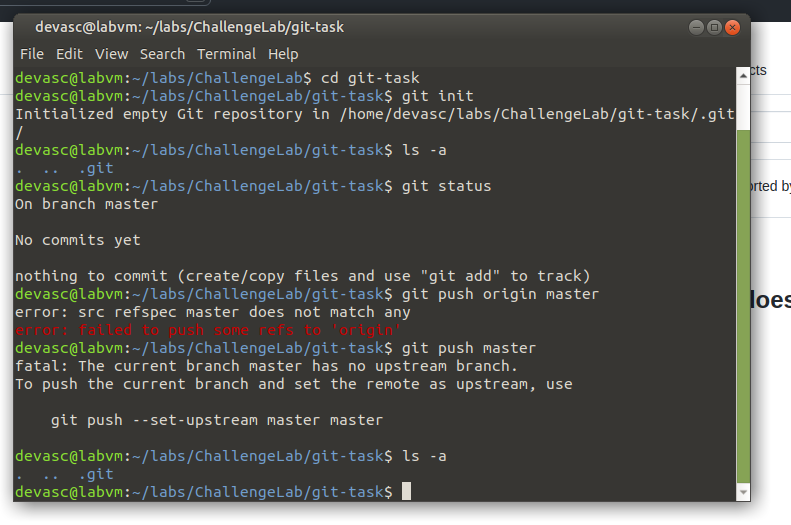 devasc@labvm: ~/labs/ChallengeLab/git-task
File Edit View Search Terminal Help
devasc@labvm:~/labs/ChallengeLab$ cd git-task
devasc@labvm:~/labs/ChallengeLab/git-task$ git init
Initialized empty Git repository in /home/devasc/labs/ChallengeLab/git-task/.git
/
devasc@labvm:~/labs/ChallengeLab/git-task$ ls -a
. .. .git
devasc@labvm:~/labs/ChallengeLab/git-task$ git status
On branch master
No commits yet
nothing to commit (create/copy files and use "git add" to track)
devasc@labvm:~/labs/ChallengeLab/git-task$ git push origin master
error: src refspec master does not match any
error: failed to push some refs to 'origin'
devasc@labvm:~/labs/ChallengeLab/git-task$ git push master
fatal: The current branch master has no upstream branch.
To push the current branch and set the remote as upstream, use
git push --set-upstream master master
devasc@labvm:~/labs/ChallengeLab/git-task$ ls -a
. .. .git
devasc@labvm:~/labs/ChallengeLab/git-task$
cts
orted by
loes